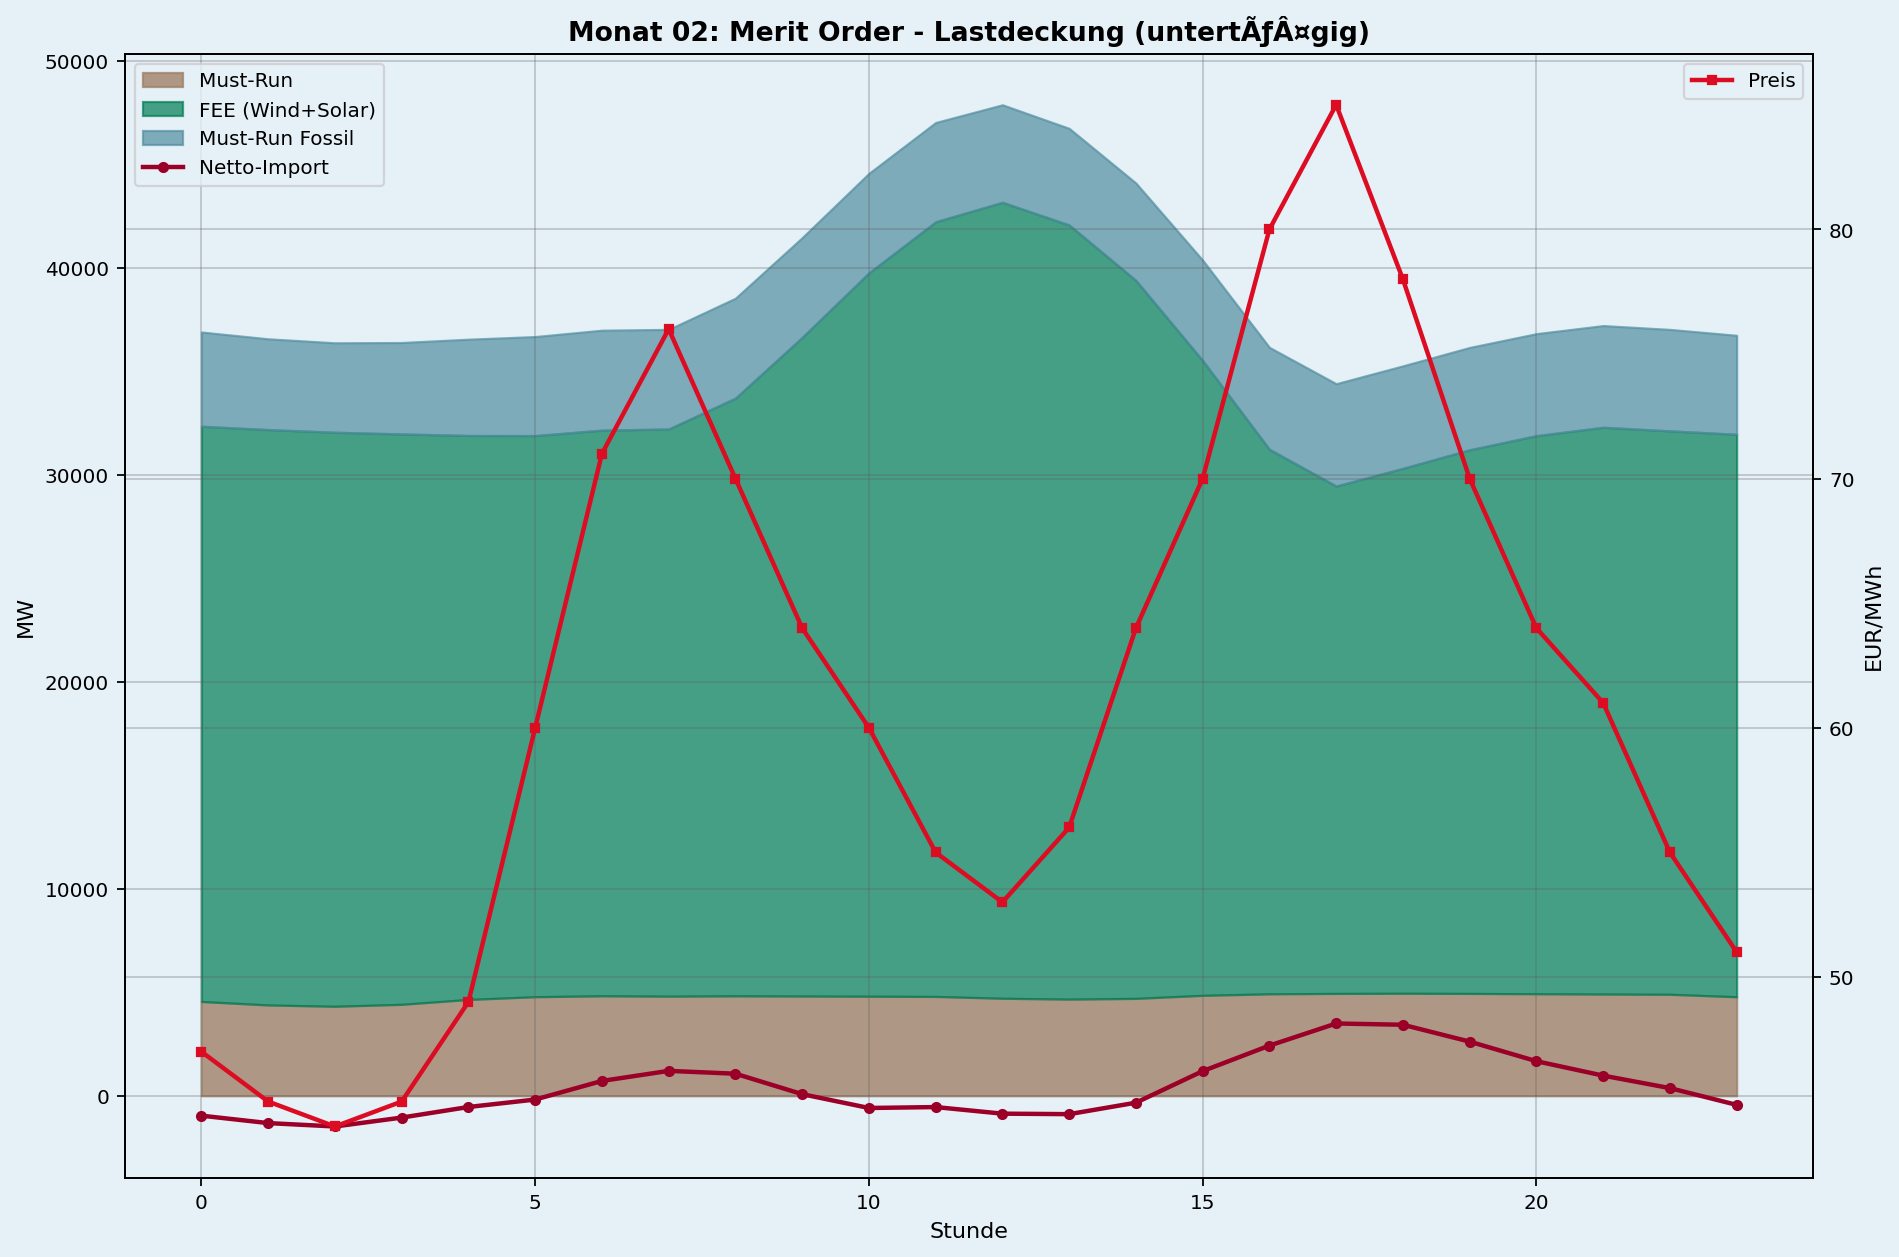 Monat 02: Merit Order - Lastdeckung (untertÃƒÂ¤gig)
Must-Run
FEE (Wind+Solar)
Must-Run Fossil
Netto-Import
Preis
50000
40000
30000
20000
10000
0
MW
80
70
60
50
EUR/MWh
0
5
10
15
20
Stunde